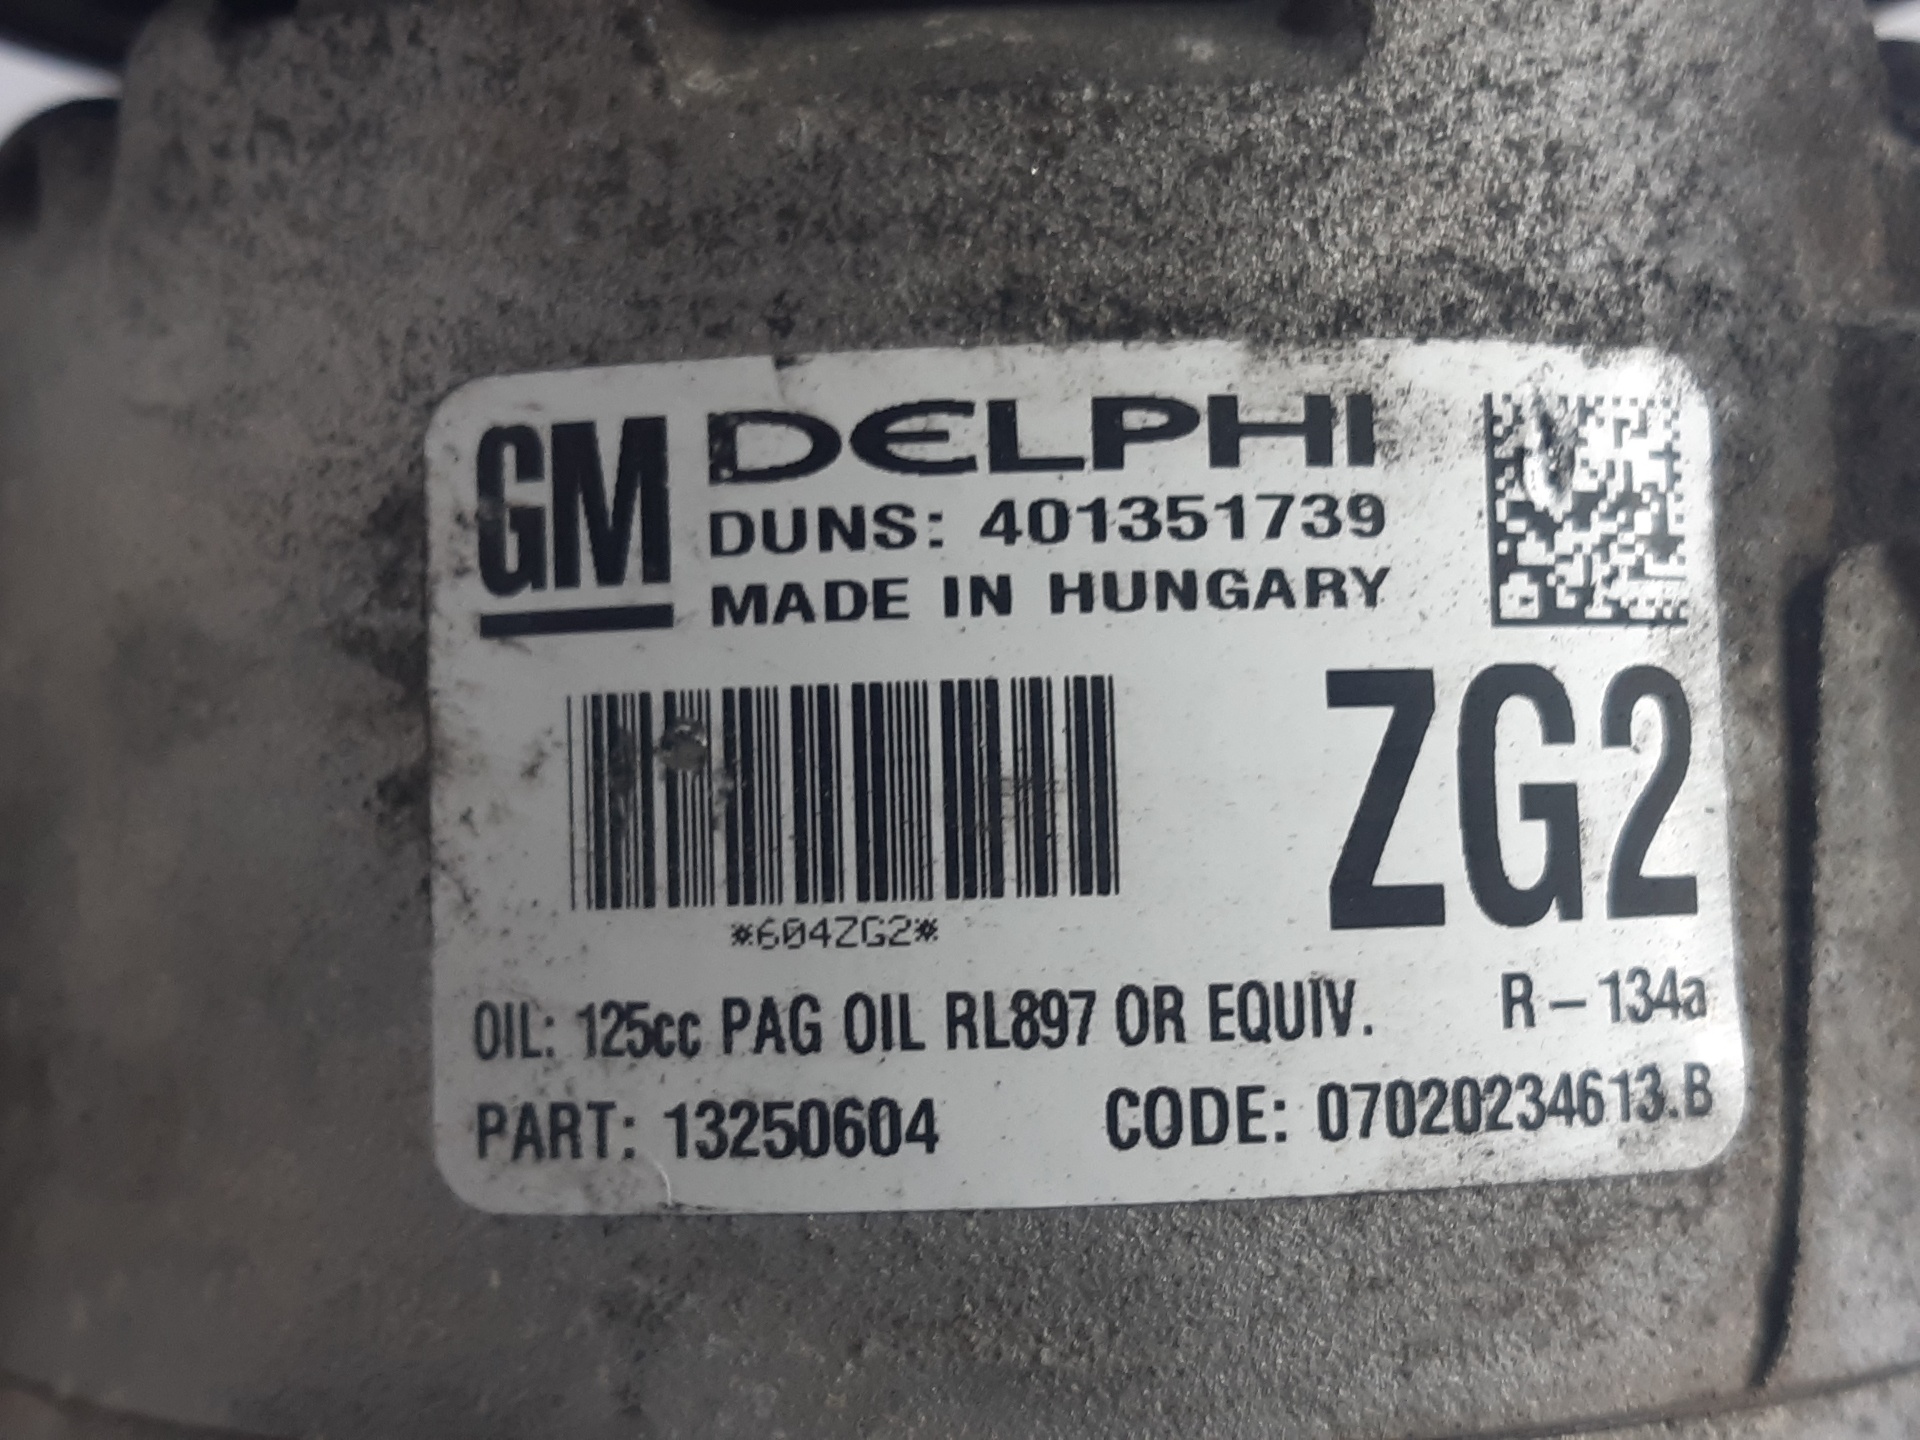 GM DELPHI
DUNS: 401351739
MADE IN HUNGARY
ZG2
*604ZG2*
OIL: 125cc PAG OIL RL897 OR EQUIV. R-134a
PART: 13250604 CODE: 07020234613.B